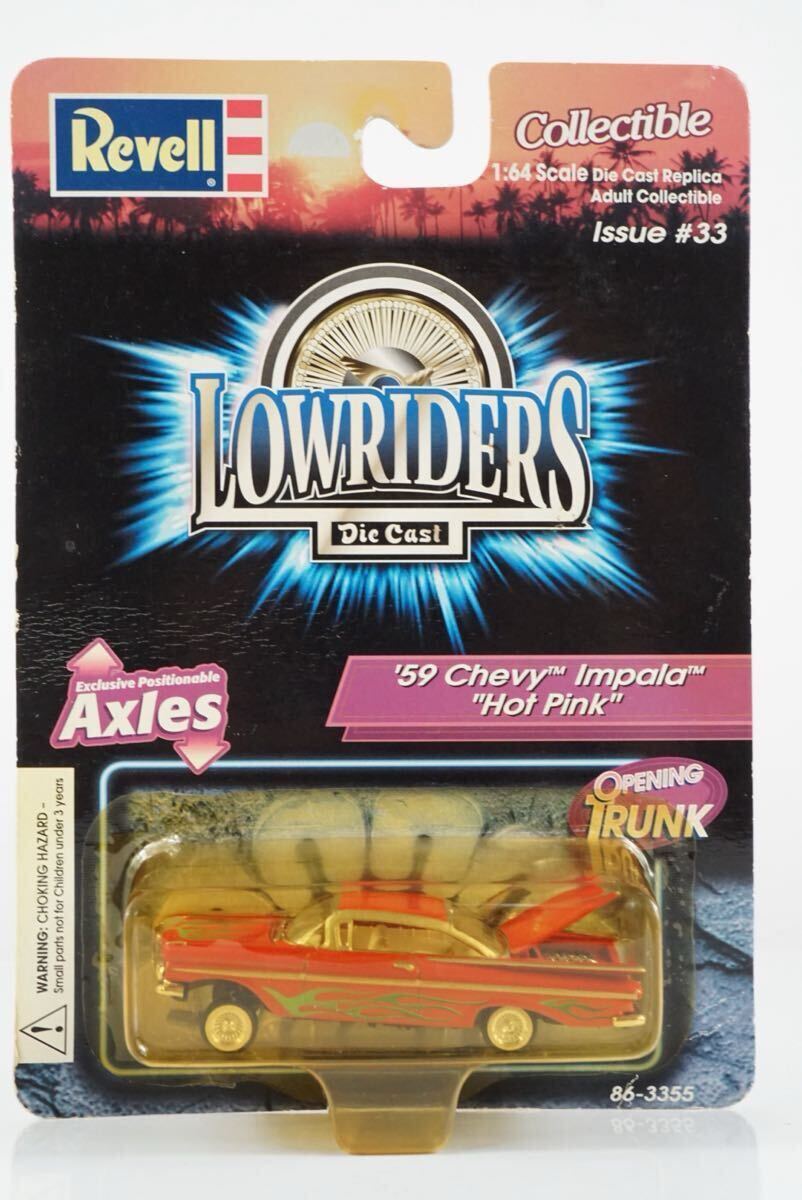 Revell®
Collectible
1:64 Scale Die Cast Replica
Adult Collectible
Issue #33
LOWRIDERS
Die Cast
Exclusive Positionable
Axles
'59 Chevy™ Impala™
"Hot Pink"
OPENING
TRUNK
WARNING: CHOKING HAZARD –
Small parts not for Children under 3 years
86-3355